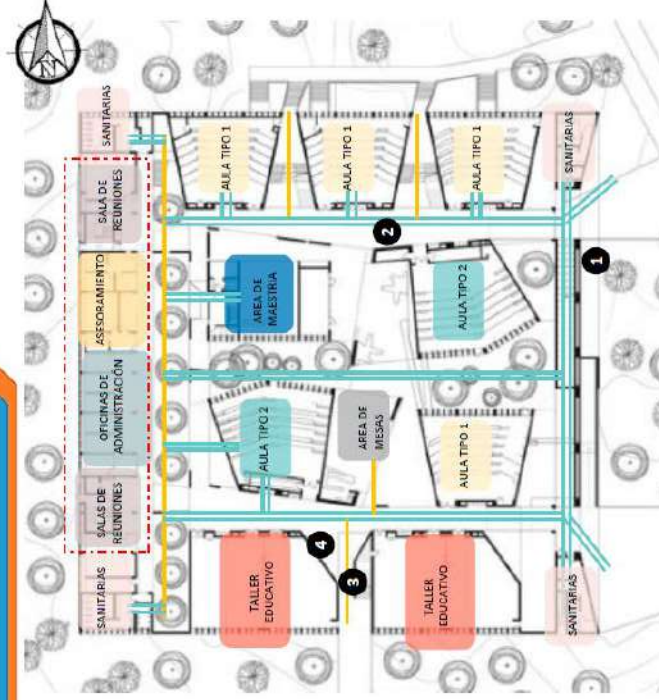 N
SANITARIAS
SALAS DE
REUNIONES
OFICINAS DE
ADMINISTRACIÓN
ASESORAMIENTO
SALA DE
REUNIONES
SANITARIAS
TALLER
EDUCATIVO
AULA TIPO 2
AREA DE
MAESTRIA
AULA TIPO 1
AULA TIPO 1
AULA TIPO 1
4
3
2
AREA DE
MESAS
AULA TIPO 2
TALLER
EDUCATIVO
AULA TIPO 1
SANITARIAS
1
SANITARIAS